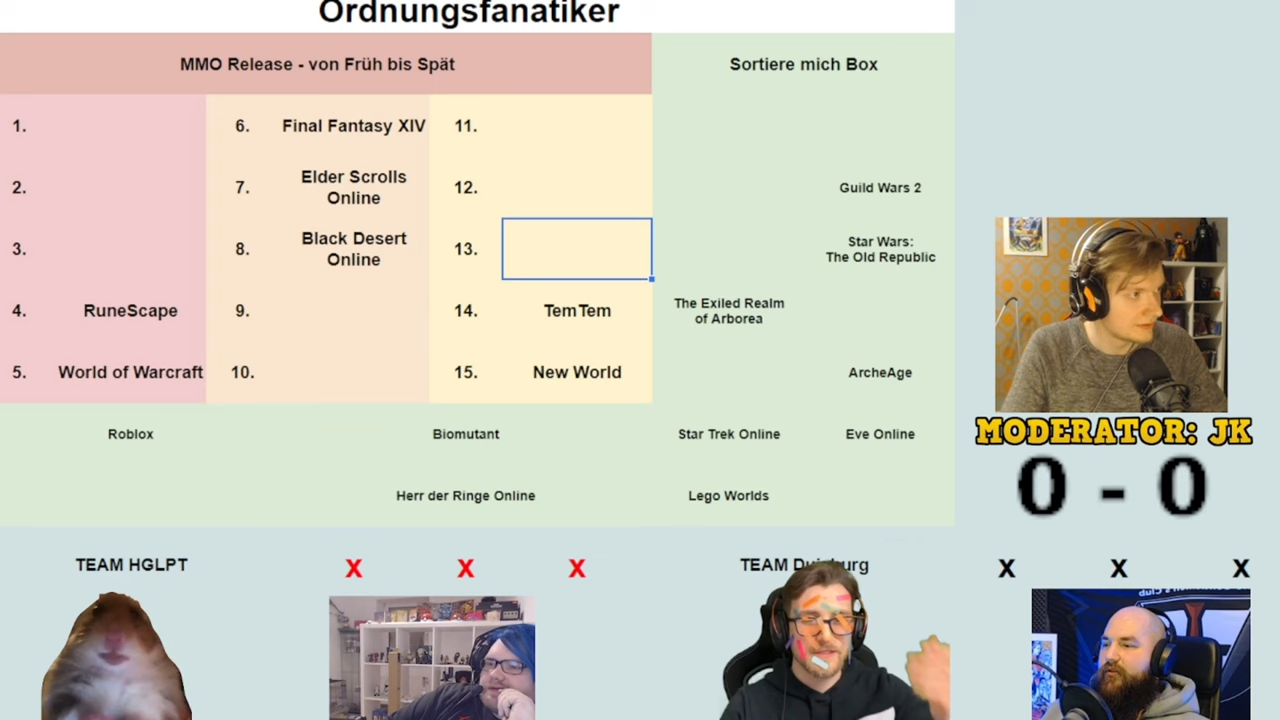 Ordnungsfanatiker
MMO Release - von Früh bis Spät
Sortiere mich Box
1.
6.
Final Fantasy XIV
11.
2.
7.
Elder Scrolls
Online
12.
Guild Wars 2
3.
8.
Black Desert
Online
13.
Star Wars:
The Old Republic
4.
RuneScape
9.
14.
TemTem
The Exiled Realm
of Arborea
5.
World of Warcraft
10.
15.
New World
ArcheAge
Roblox
Biomutant
Star Trek Online
Eve Online
Herr der Ringe Online
Lego Worlds
MODERATOR: JK
0 - 0
TEAM HGLPT
X X X
TEAM
X X X